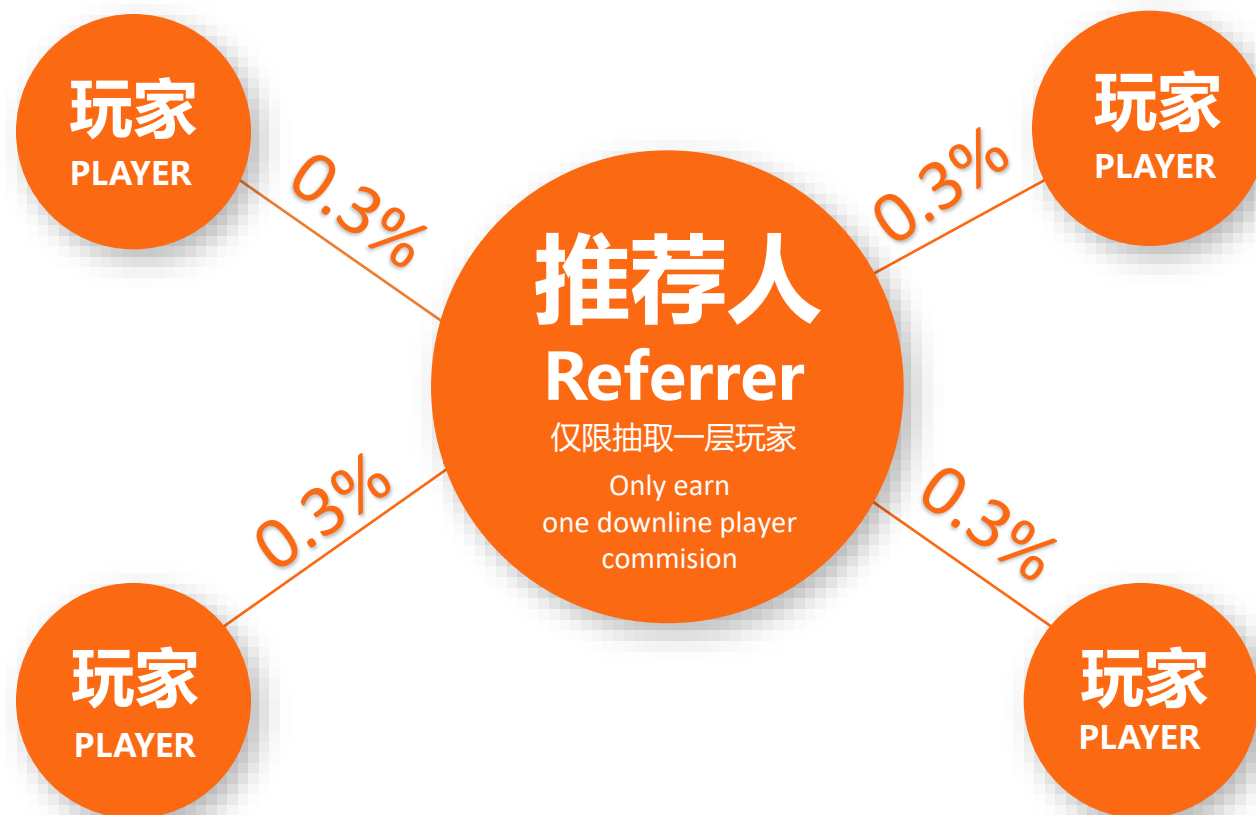 玩家
PLAYER
0.3%
玩家
PLAYER
0.3%
推荐人
Referrer
仅限抽取一层玩家
Only earn
one downline player
commision
0.3%
玩家
PLAYER
0.3%
玩家
PLAYER